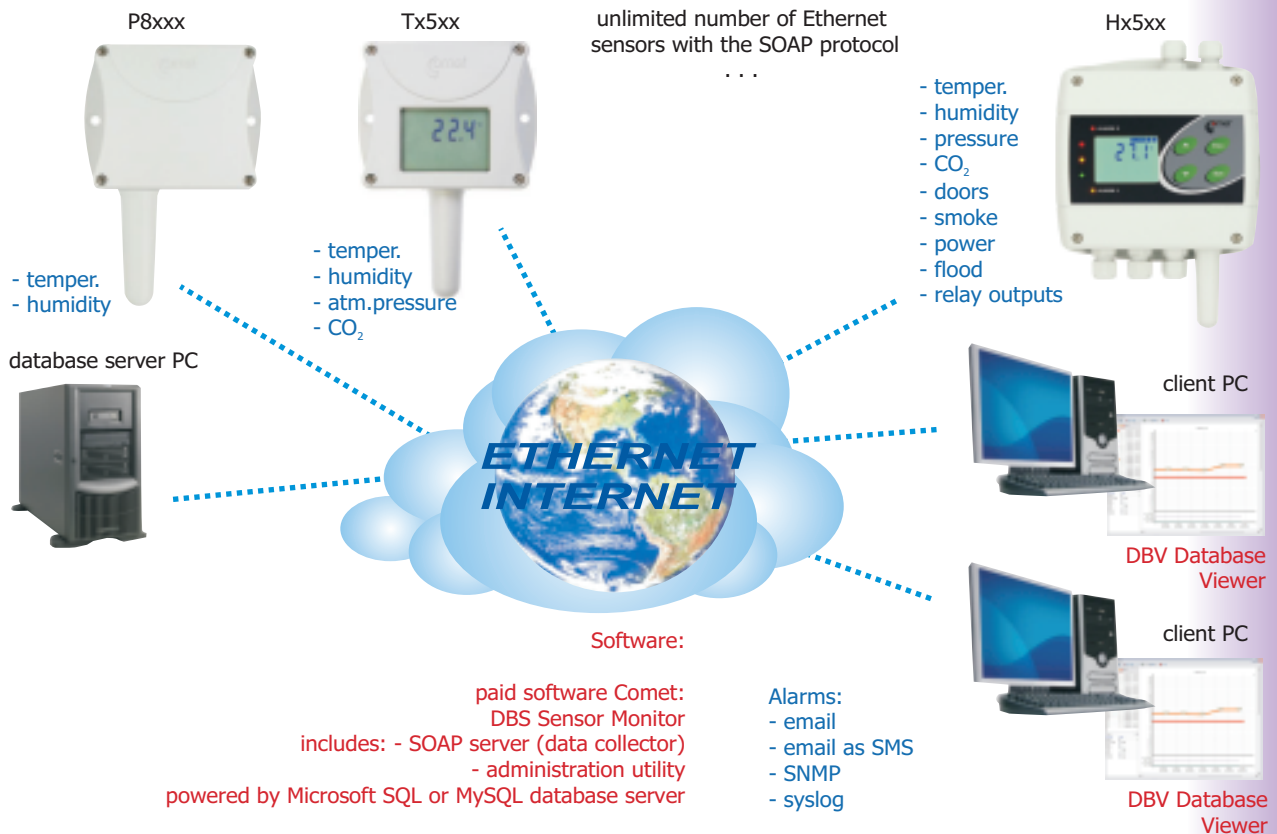 P8xxx
Tx5xx
unlimited number of Ethernet
sensors with the SOAP protocol
. . .
Hx5xx
22.4
- temper.
- humidity
- pressure
- CO2
- doors
- smoke
- power
- flood
- relay outputs
27.1
- temper.
- humidity
- temper.
- humidity
- atm.pressure
- CO2
database server PC
client PC
ETHERNET
INTERNET
DBV Database
Viewer
client PC
Software:
paid software Comet:
DBS Sensor Monitor
includes: - SOAP server (data collector)
- administration utility
powered by Microsoft SQL or MySQL database server
Alarms:
- email
- email as SMS
- SNMP
- syslog
DBV Database
Viewer